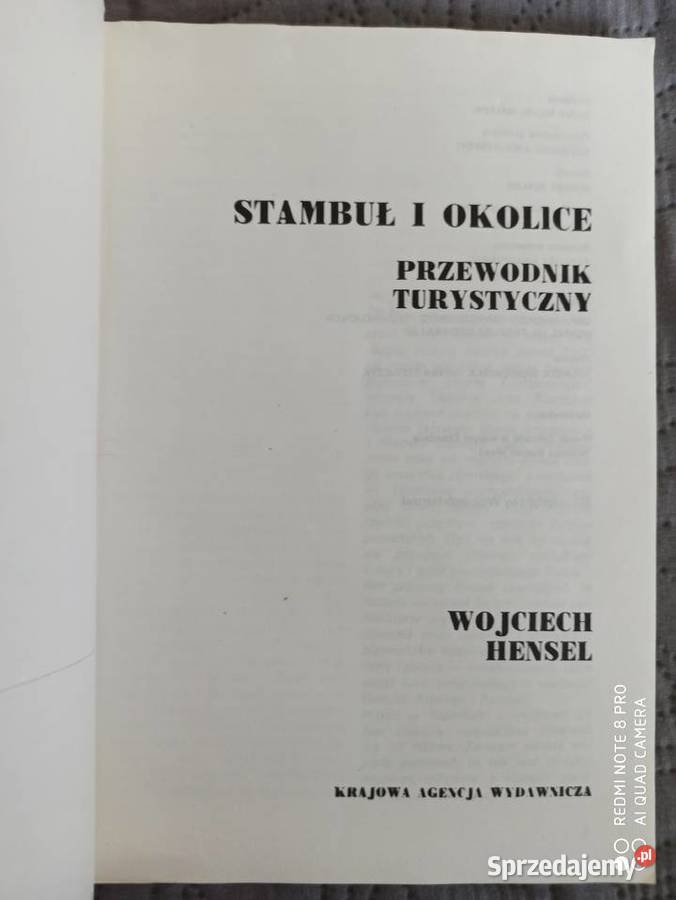 STAMBUŁ I OKOLICE
PRZEWODNIK
TURYSTYCZNY
WOJCIECH
HENSEL
KRAJOWA AGENCJA WYDAWNICZA
REDMI NOTE 8 PRO
AI QUAD CAMERA
Sprzedajemy.pl